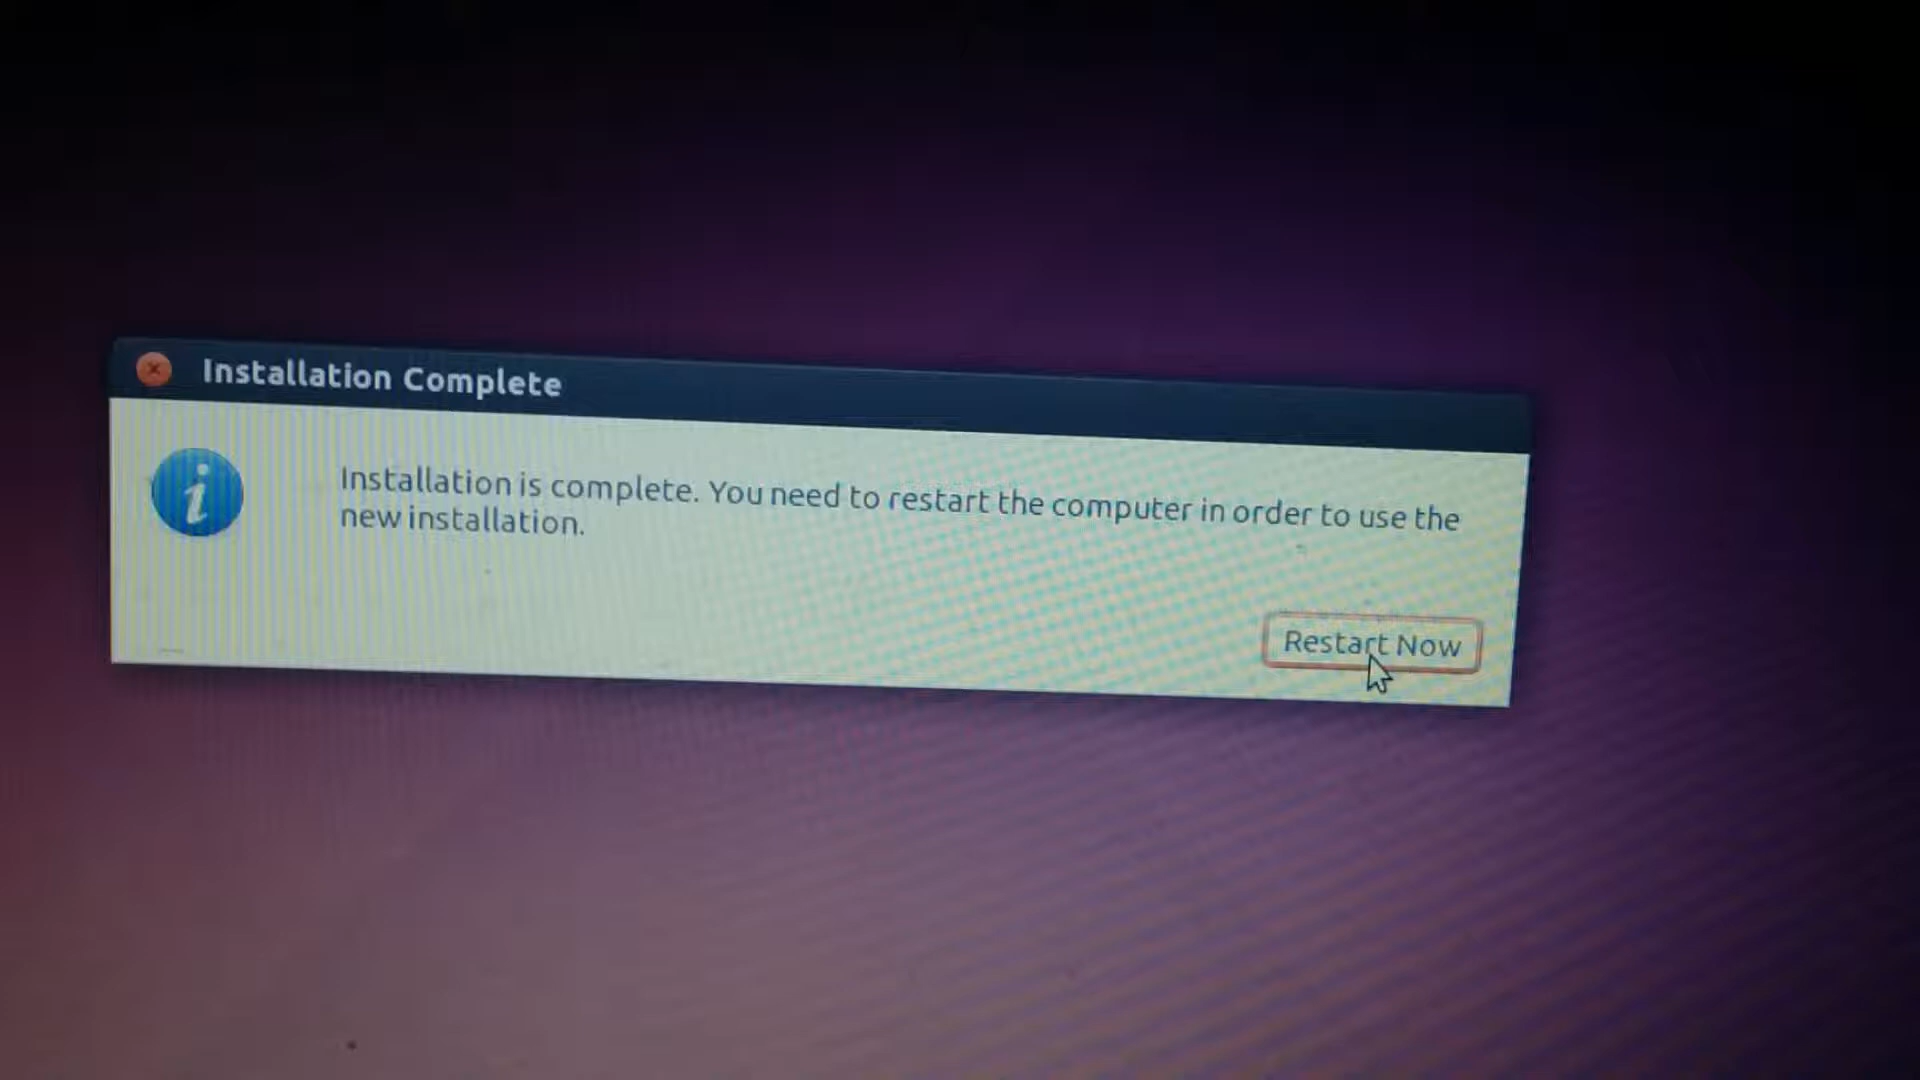 Installation Complete
Installation is complete. You need to restart the computer in order to use the
new installation.
Restart Now